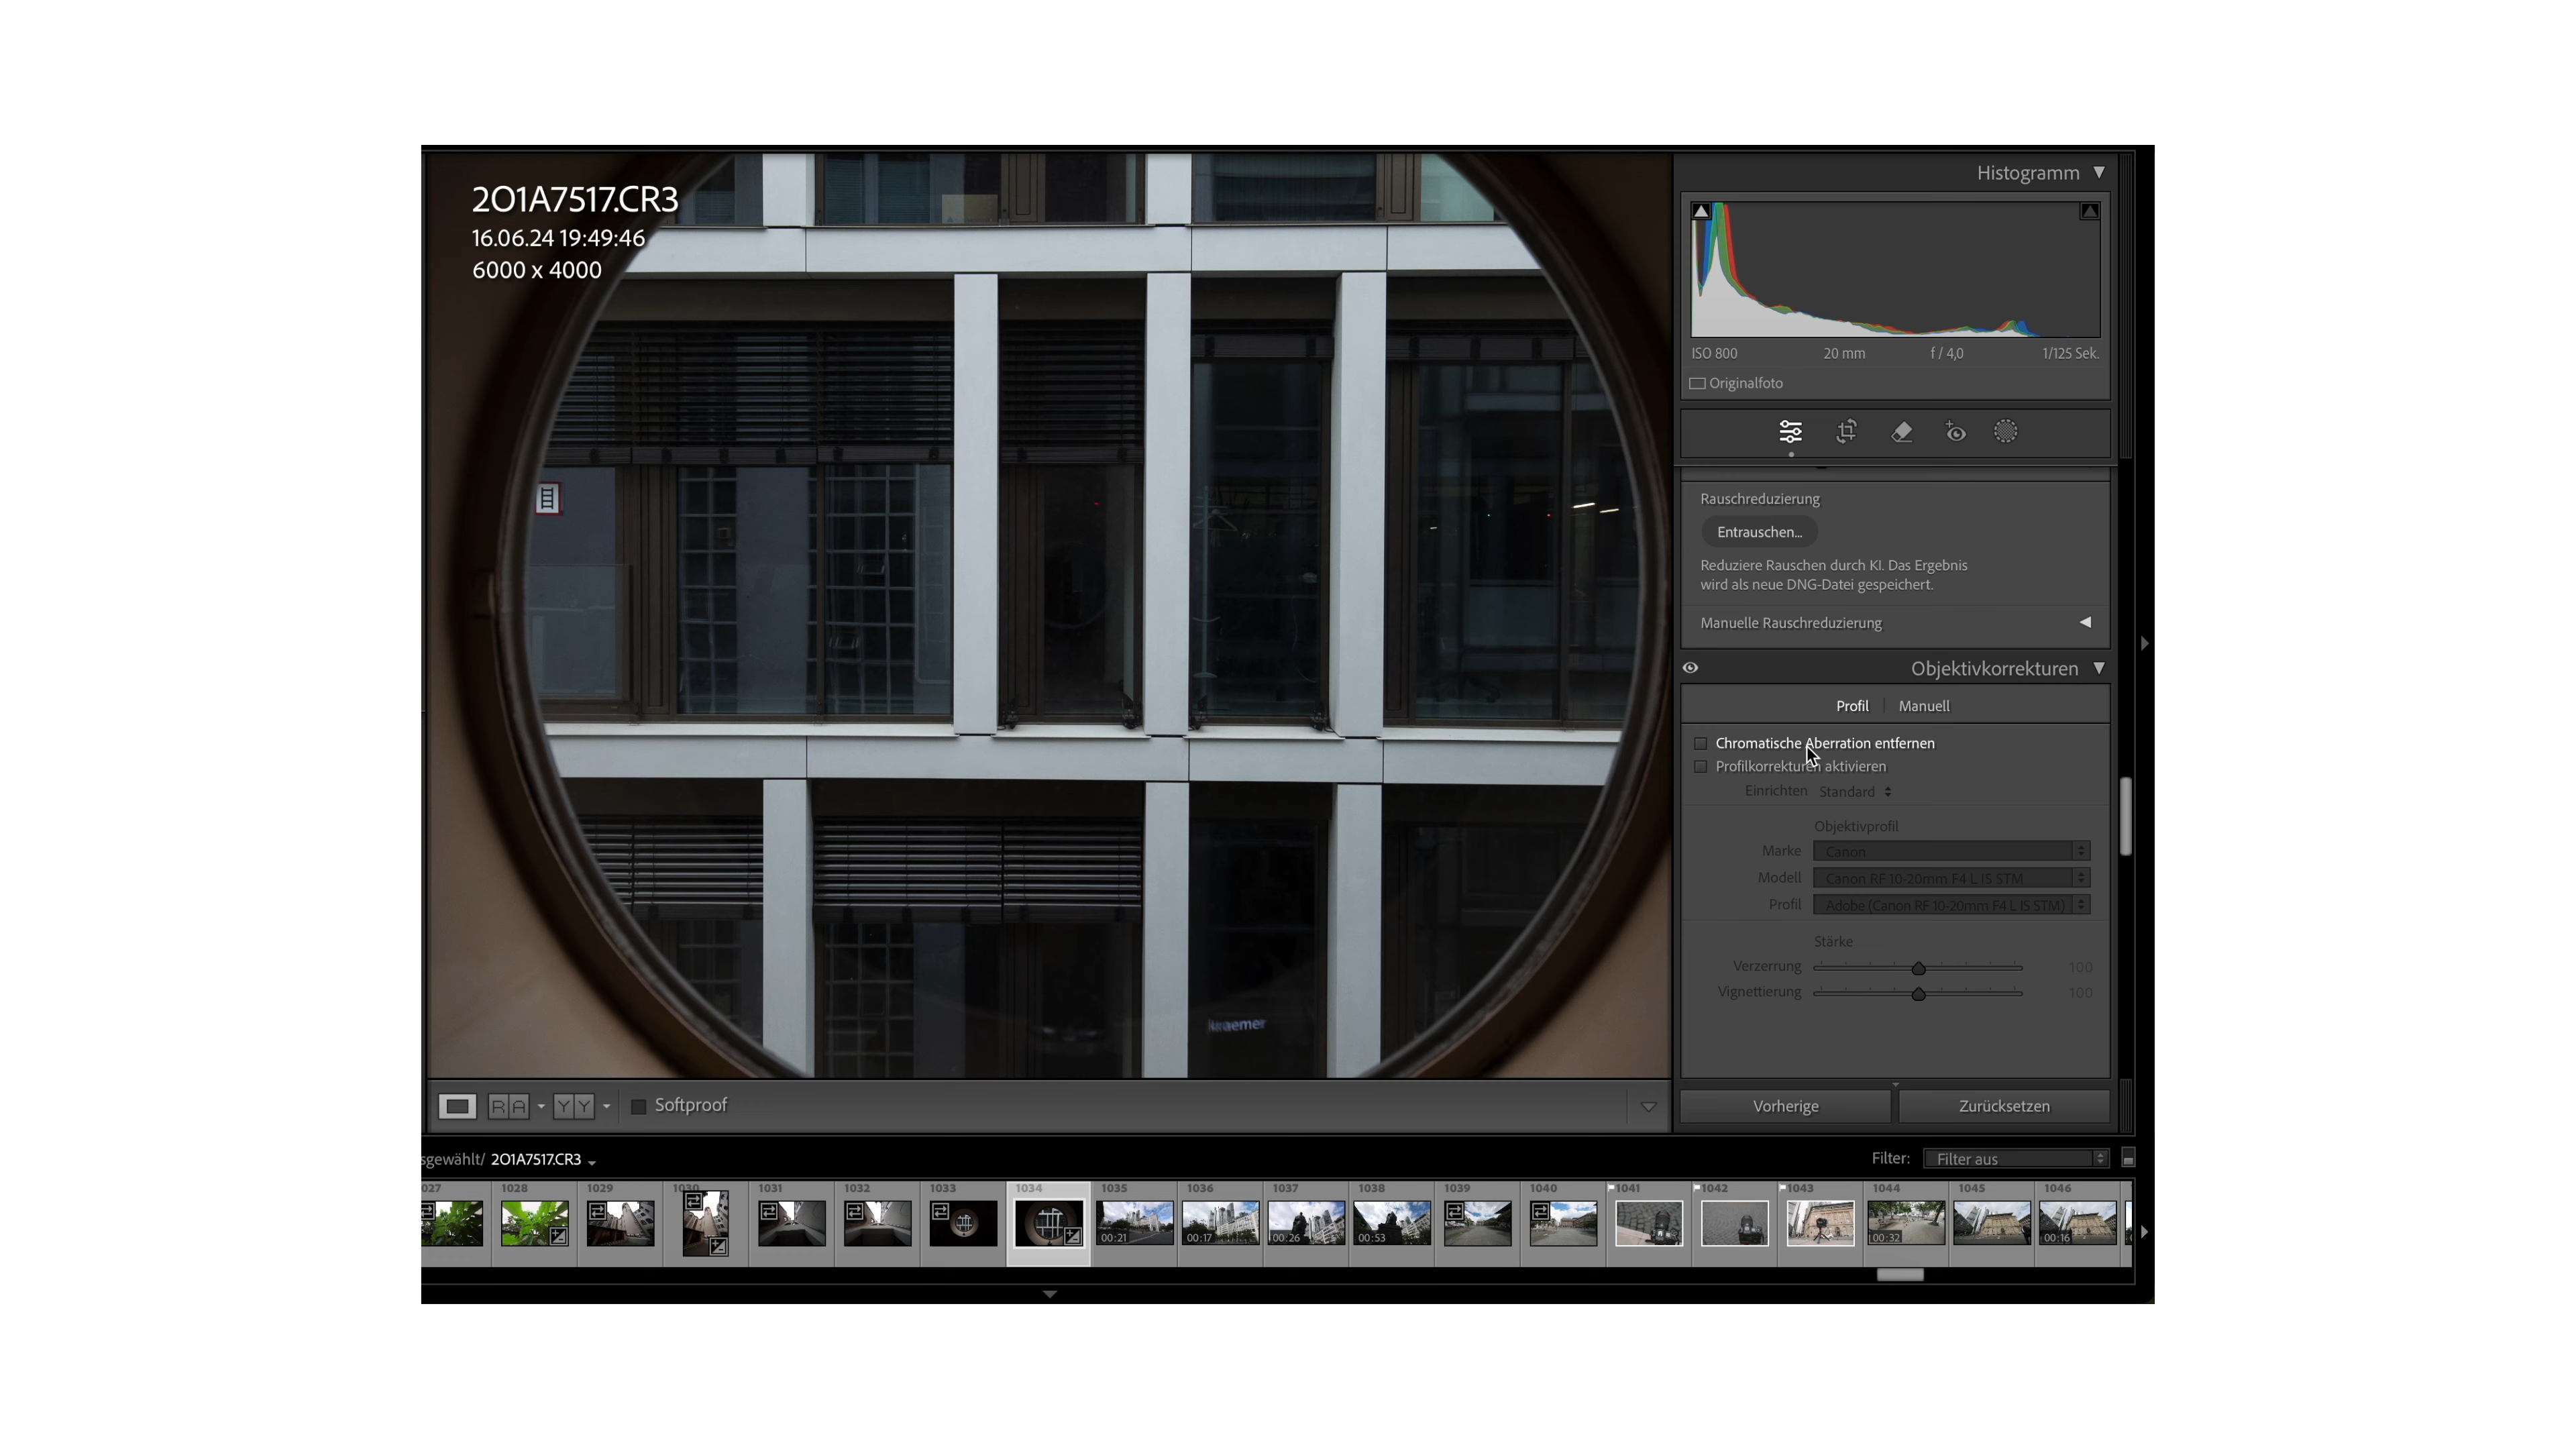 2O1A7517.CR3
16.06.24 19:49:46
6000 x 4000
kraemer
Histogramm
ISO 800 20 mm f / 4,0 1/125 Sek.
Originalfoto
Rauschreduzierung
Entrauschen...
Reduziere Rauschen durch KI. Das Ergebnis
wird als neue DNG-Datei gespeichert.
Manuelle Rauschreduzierung
Objektivkorrekturen
Profil Manuell
Chromatische Aberration entfernen
Profilkorrekturen aktivieren
Einrichten Standard
Objektivprofil
Marke Canon
Modell Canon RF 10-20mm F4 L IS STM
Profil Adobe (Canon RF 10-20mm F4 L IS STM)
Stärke
Verzerrung 100
Vignettierung 100
R A Y Y Softproof
Vorherige Zurücksetzen
sgewählt/ 2O1A7517.CR3
Filter: Filter aus
027 1028 1029 1030 1031 1032 1033 1034 1035 1036 1037 1038 1039 1040 1041 1042 1043 1044 1045 1046
00:21 00:17 00:26 00:53 00:32 00:16